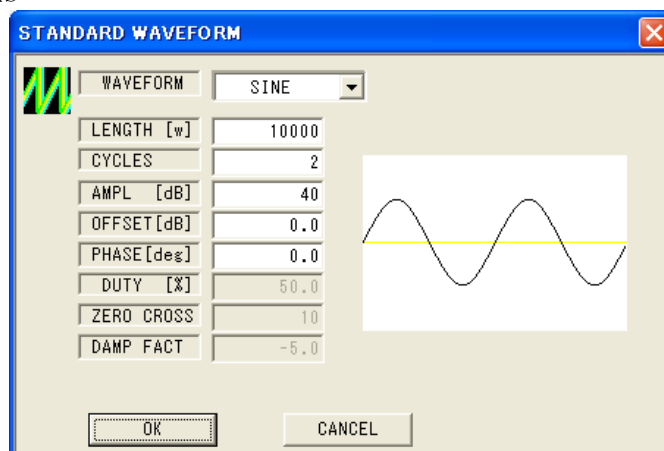 STANDARD WAVEFORM
WAVEFORM SINE
LENGTH [w] 10000
CYCLES 2
AMPL [dB] 40
OFFSET[dB] 0.0
PHASE[deg] 0.0
DUTY [%] 50.0
ZERO CROSS 10
DAMP FACT -5.0
OK CANCEL